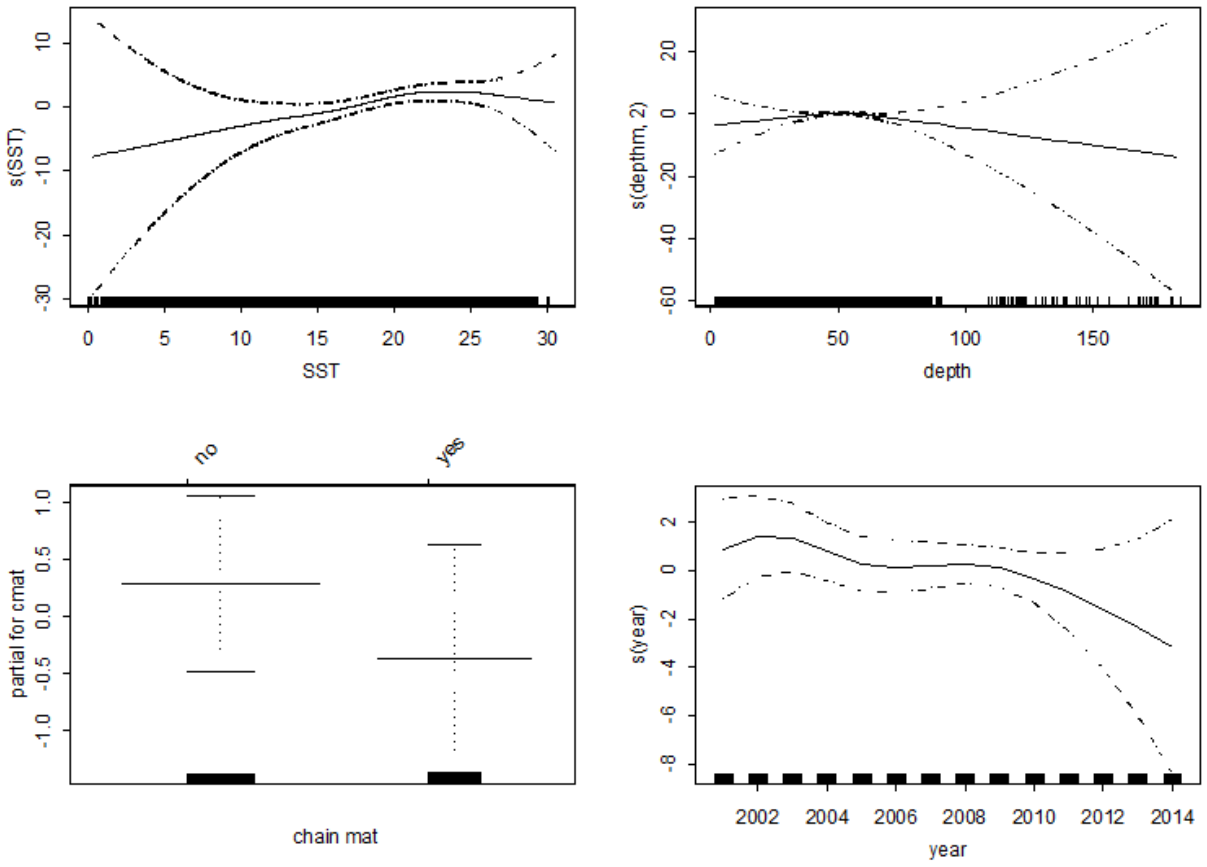 s(SST)
10
0
-10
-20
-30
0 5 10 15 20 25 30
SST
s(depthm, 2)
20
0
-20
-40
-60
0 50 100 150
depth
no yes
partial for cmat
1.0
0.5
0.0
-0.5
-1.0
chain mat
s(year)
2
0
-2
-4
-6
-8
2002 2004 2006 2008 2010 2012 2014
year